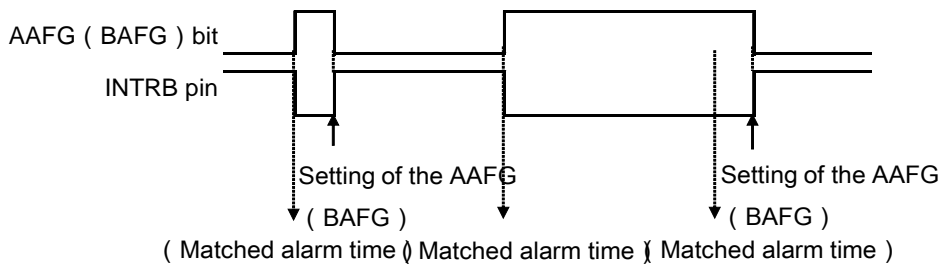 AAFG ( BAFG ) bit
INTRB pin
Setting of the AAFG
( BAFG )
Setting of the AAFG
( BAFG )
( Matched alarm time ) ( Matched alarm time ) ( Matched alarm time )